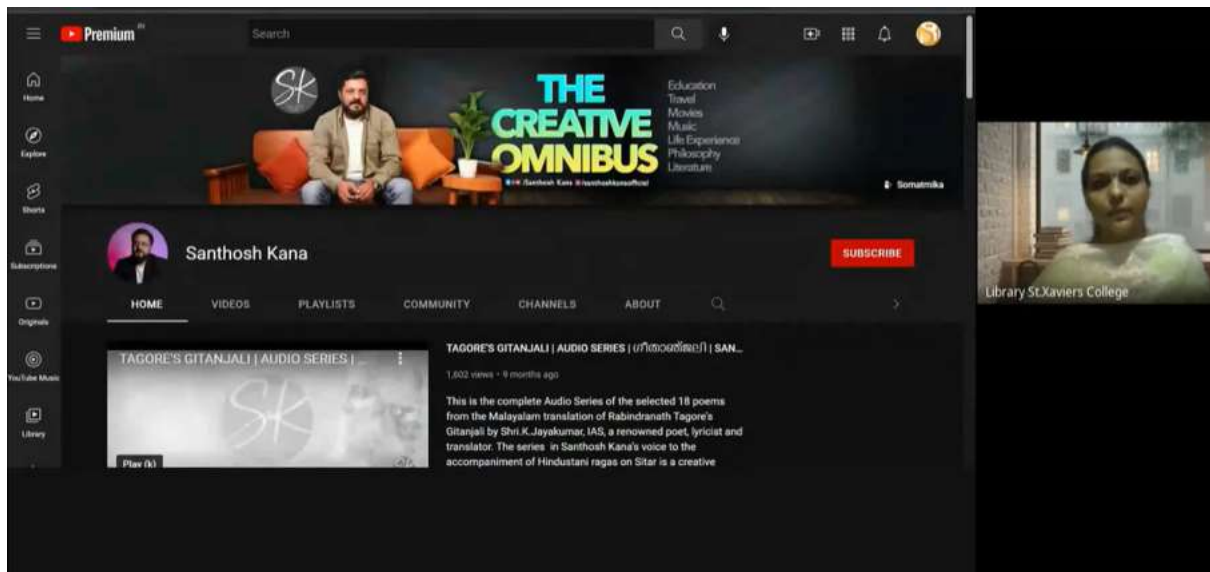 Premium IN
Search
Home
Explore
Shorts
Subscriptions
Originals
YouTube Music
Library
SK
THE
CREATIVE
OMNIBUS
Education
Travel
Movies
Music
Life Experience
Philosophy
Literature
/Santhosh Kana /santhoshkanaofficial
Somatmika
Santhosh Kana
SUBSCRIBE
HOME VIDEOS PLAYLISTS COMMUNITY CHANNELS ABOUT
TAGORE'S GITANJALI | AUDIO SERIES | ...
SK
Play (k)
TAGORE'S GITANJALI | AUDIO SERIES | ഗീതാഞ്ജലി | SAN...
1,602 views • 9 months ago
This is the complete Audio Series of the selected 18 poems
from the Malayalam translation of Rabindranath Tagore's
Gitanjali by Shri.K.Jayakumar, IAS, a renowned poet, lyricist and
translator. The series in Santhosh Kana's voice to the
accompaniment of Hindustani ragas on Sitar is a creative
Library St.Xaviers College